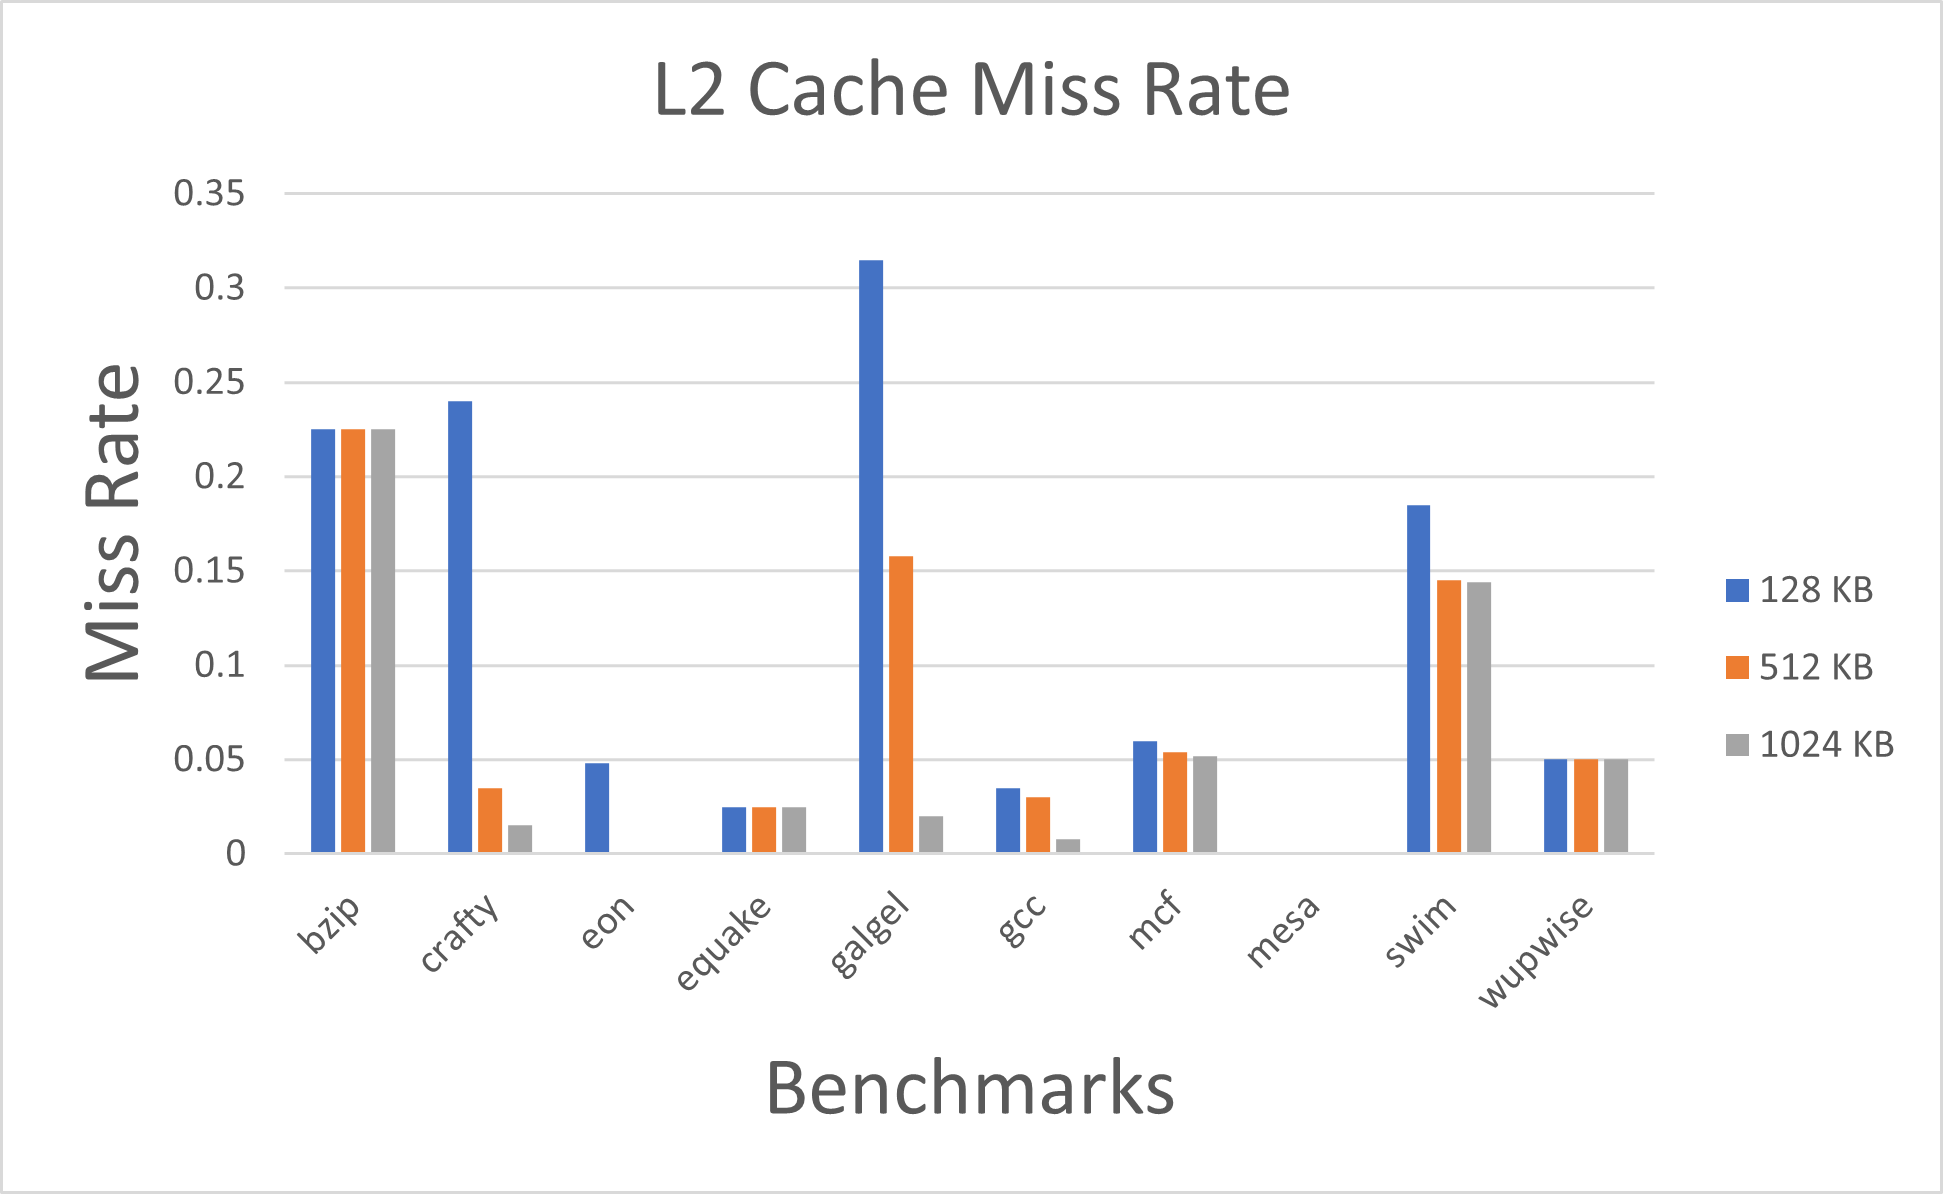 L2 Cache Miss Rate
0.35
0.3
0.25
0.2
0.15
0.1
0.05
0
Miss Rate
bzip
crafty
eon
equake
galgel
gcc
mcf
mesa
swim
wupwise
Benchmarks
128 KB
512 KB
1024 KB